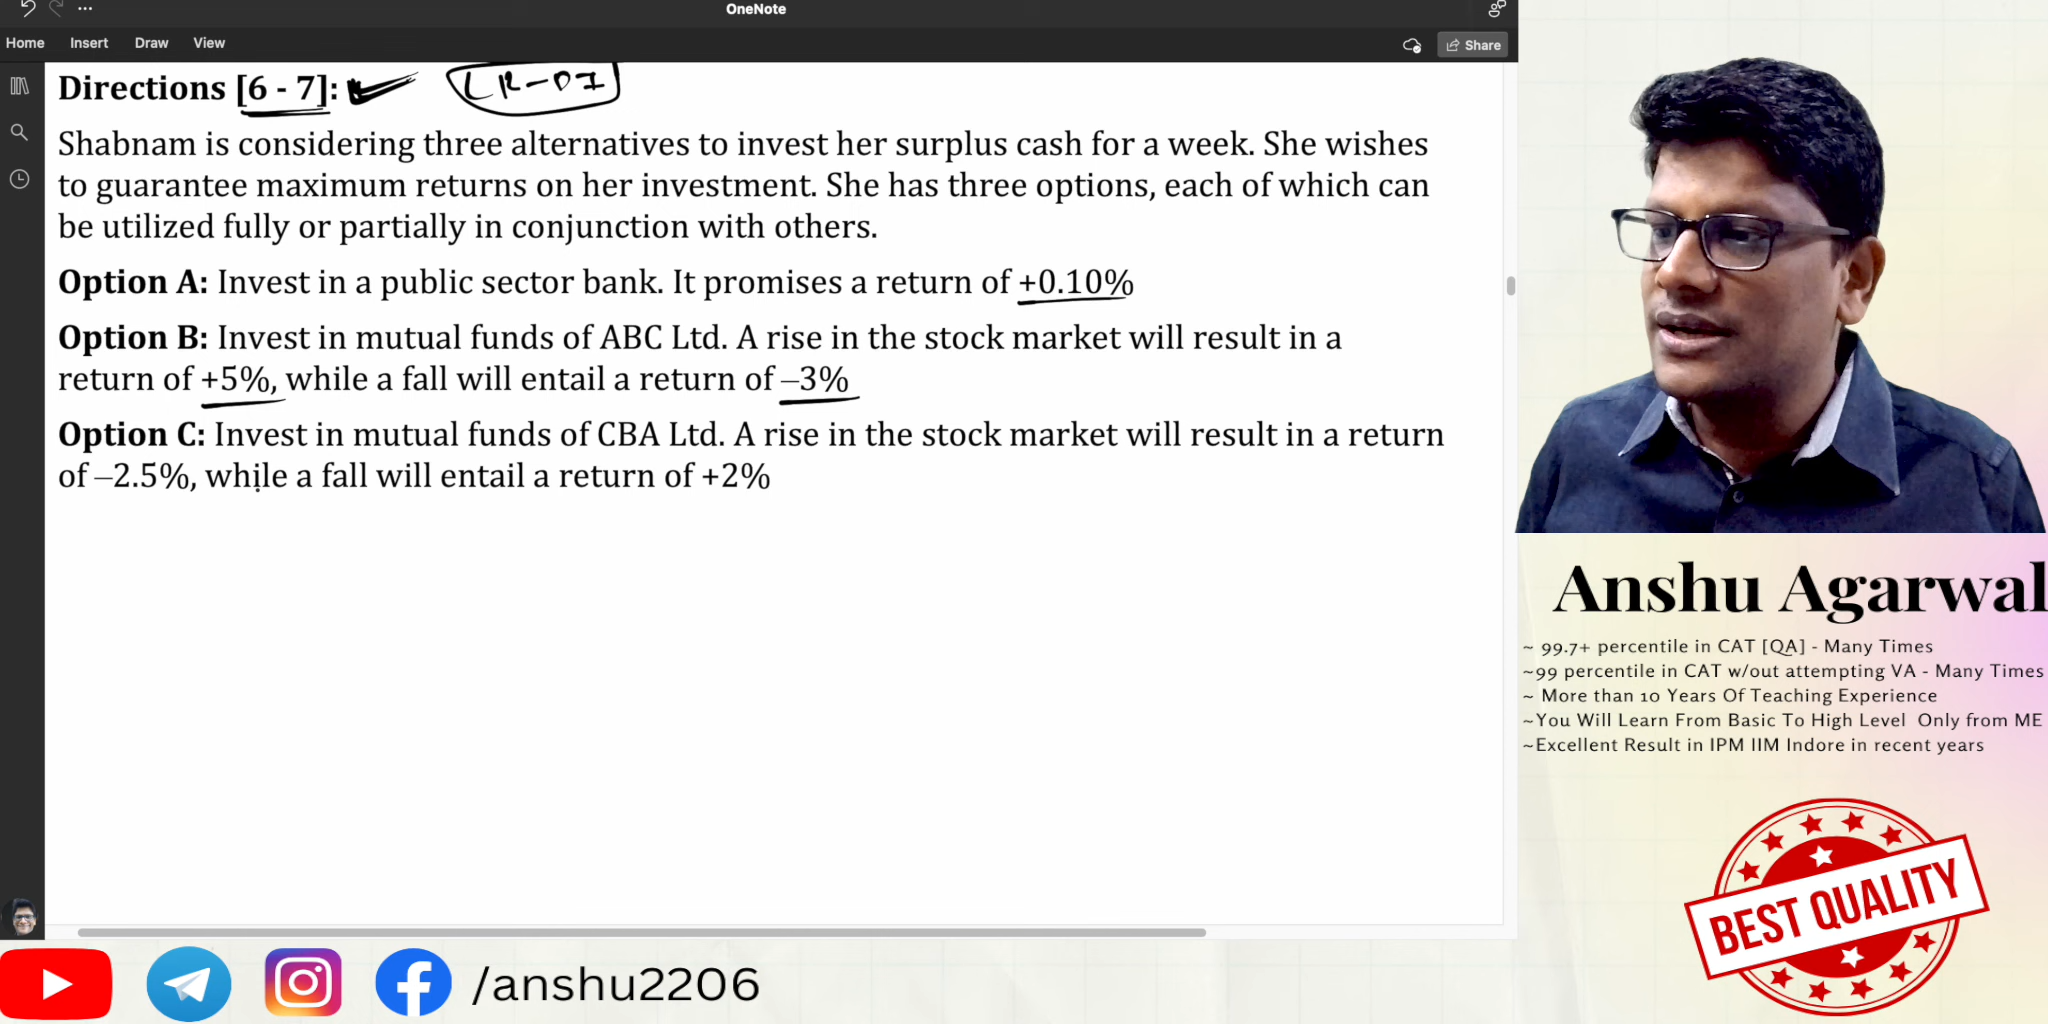 OneNote
Home Insert Draw View
Share
Directions [6 - 7]: LR-DI
Shabnam is considering three alternatives to invest her surplus cash for a week. She wishes
to guarantee maximum returns on her investment. She has three options, each of which can
be utilized fully or partially in conjunction with others.
Option A: Invest in a public sector bank. It promises a return of +0.10%
Option B: Invest in mutual funds of ABC Ltd. A rise in the stock market will result in a
return of +5%, while a fall will entail a return of –3%
Option C: Invest in mutual funds of CBA Ltd. A rise in the stock market will result in a return
of –2.5%, while a fall will entail a return of +2%
Anshu Agarwal
~ 99.7+ percentile in CAT [QA] - Many Times
~99 percentile in CAT w/out attempting VA - Many Times
~ More than 10 Years Of Teaching Experience
~You Will Learn From Basic To High Level Only from ME
~Excellent Result in IPM IIM Indore in recent years
BEST QUALITY
/anshu2206